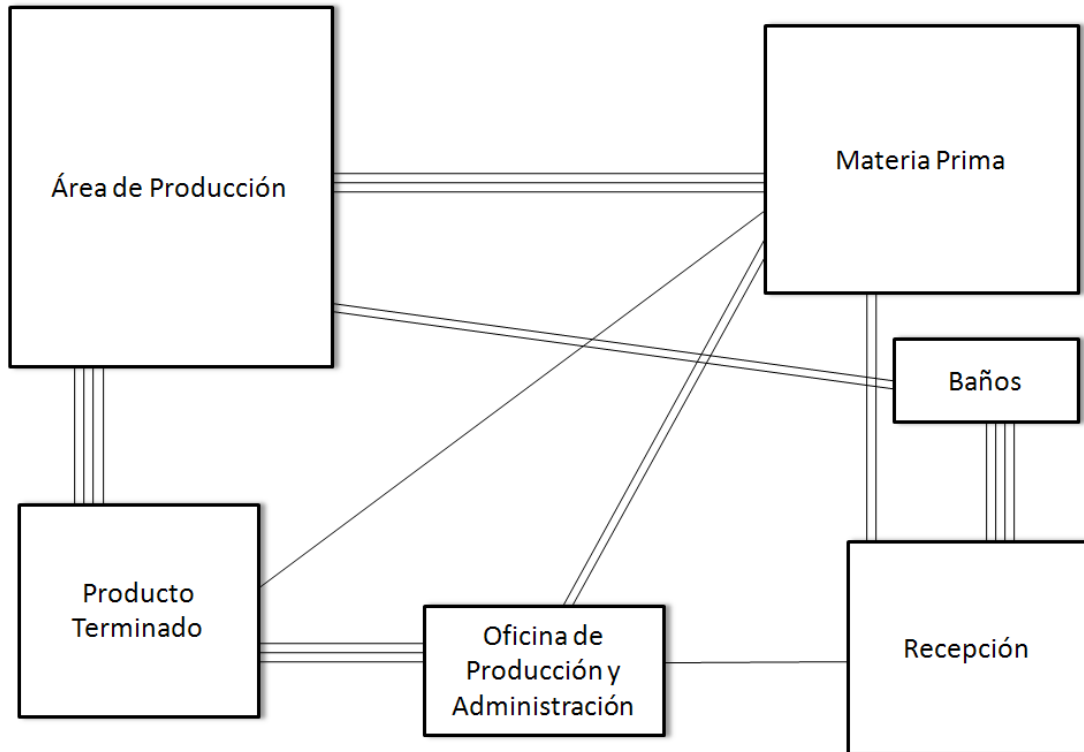 Área de Producción
Materia Prima
Baños
Producto
Terminado
Oficina de
Producción y
Administración
Recepción